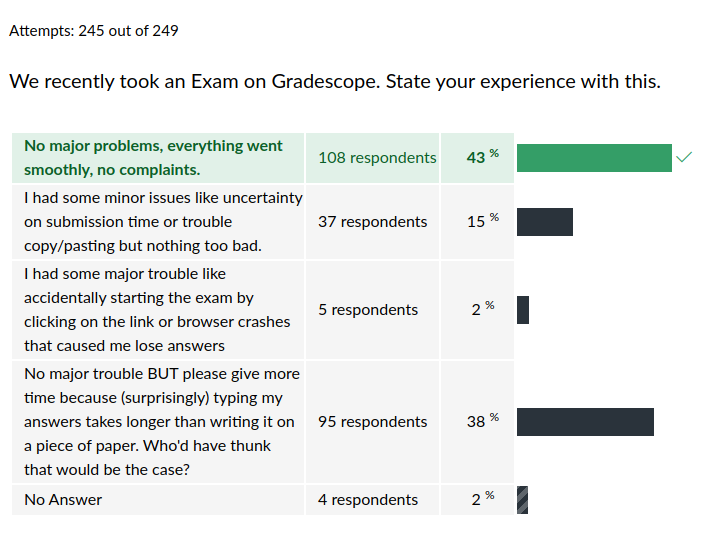 Attempts: 245 out of 249
We recently took an Exam on Gradescope. State your experience with this.
No major problems, everything went
smoothly, no complaints.
108 respondents
43 %
I had some minor issues like uncertainty
on submission time or trouble
copy/pasting but nothing too bad.
37 respondents
15 %
I had some major trouble like
accidentally starting the exam by
clicking on the link or browser crashes
that caused me lose answers
5 respondents
2 %
No major trouble BUT please give more
time because (surprisingly) typing my
answers takes longer than writing it on
a piece of paper. Who'd have thunk
that would be the case?
95 respondents
38 %
No Answer
4 respondents
2 %